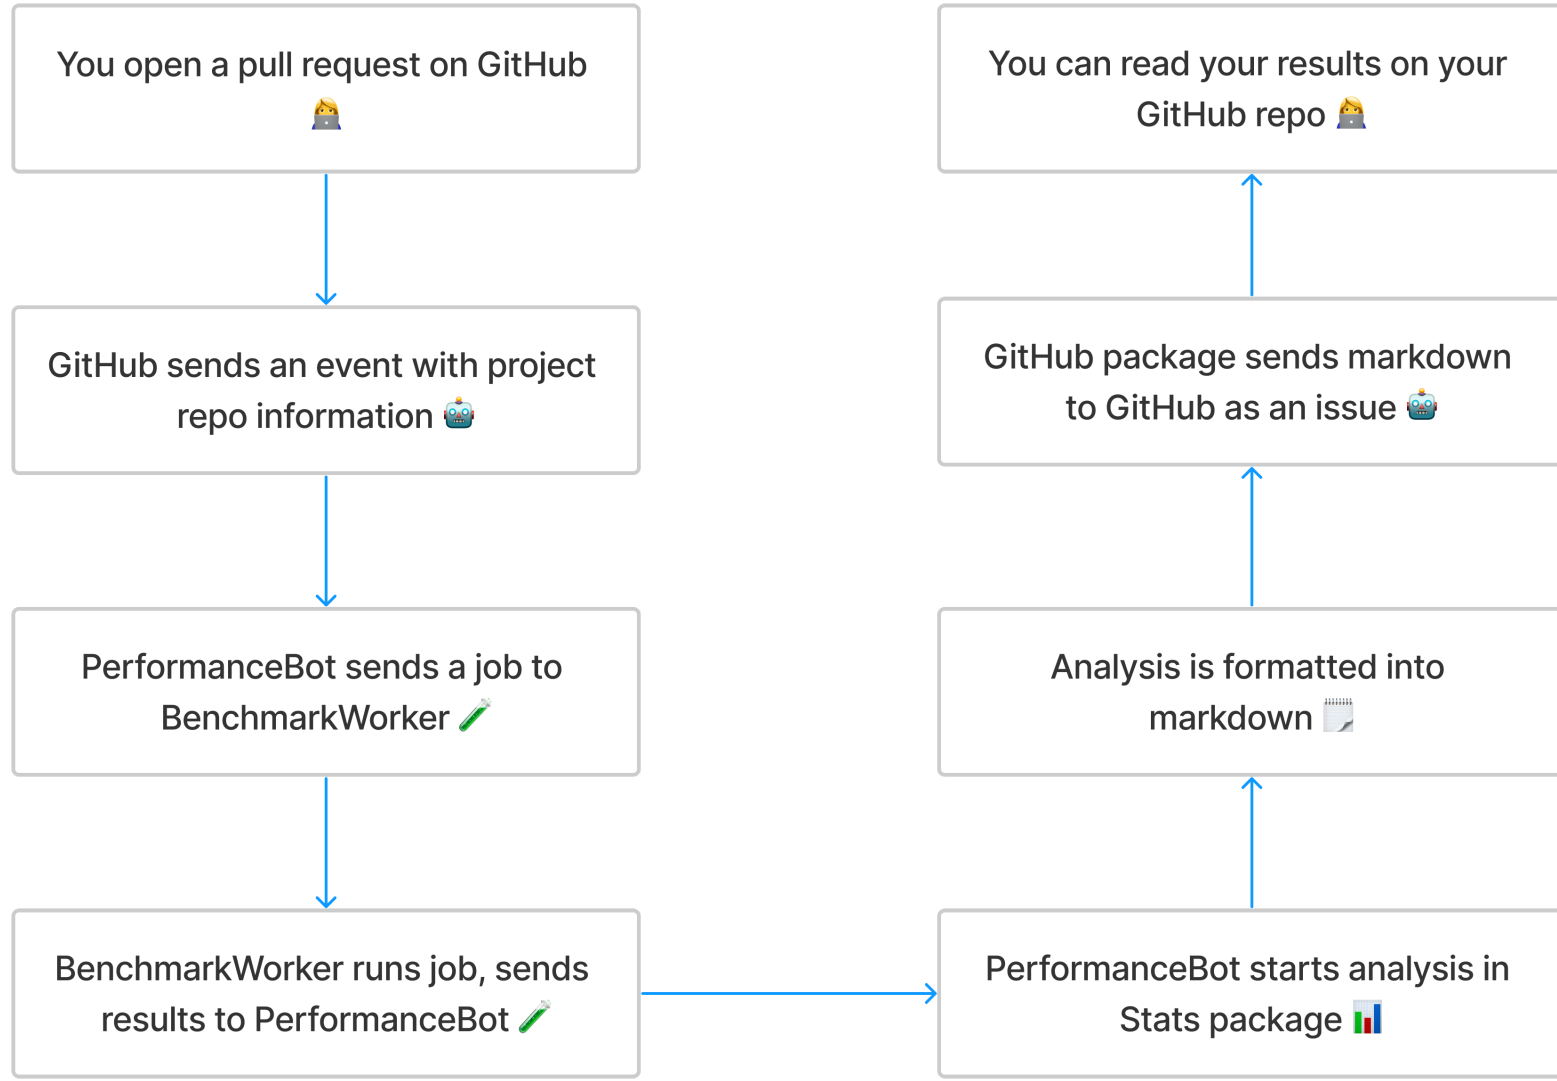 You open a pull request on GitHub
👩‍💻
GitHub sends an event with project
repo information 🤖
PerformanceBot sends a job to
BenchmarkWorker 🧪
BenchmarkWorker runs job, sends
results to PerformanceBot 🧪
PerformanceBot starts analysis in
Stats package 📊
Analysis is formatted into
markdown 🗒️
GitHub package sends markdown
to GitHub as an issue 🤖
You can read your results on your
GitHub repo 👩‍💻